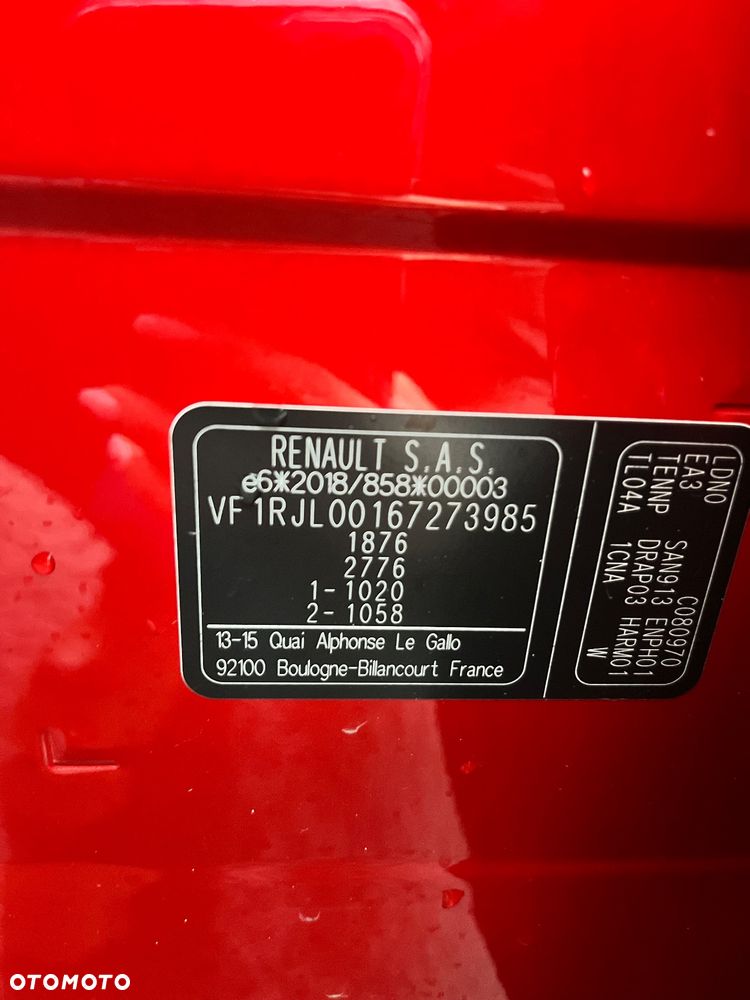 RENAULT S.A.S.
e6*2018/858*00003
VF1RJL00167273985
1876
2776
1-1020
2-1058
13-15 Quai Alphonse Le Gallo
92100 Boulogne-Billancourt France
LDN0 C080970
EA3 SAN913 ENPH01
TENNP DRAP03 HARM01
TL04A 1CNA W
OTOMOTO